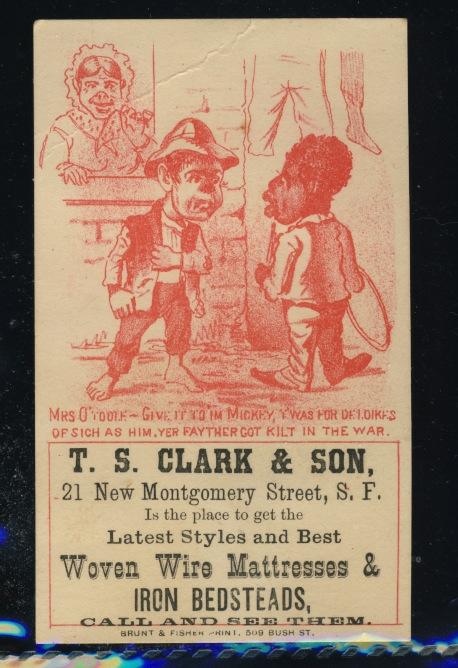 MRS O'TOOLE – GIVE IT TO IM MICKEY, T'WAS FOR DE LOIKES
OF SICH AS HIM, YER FAYTHER GOT KILT IN THE WAR.
T. S. CLARK & SON,
21 New Montgomery Street, S. F.
Is the place to get the
Latest Styles and Best
Woven Wire Mattresses &
IRON BEDSTEADS,
CALL AND SEE THEM.
BRUNT & FISHER PRINT, 509 BUSH ST.